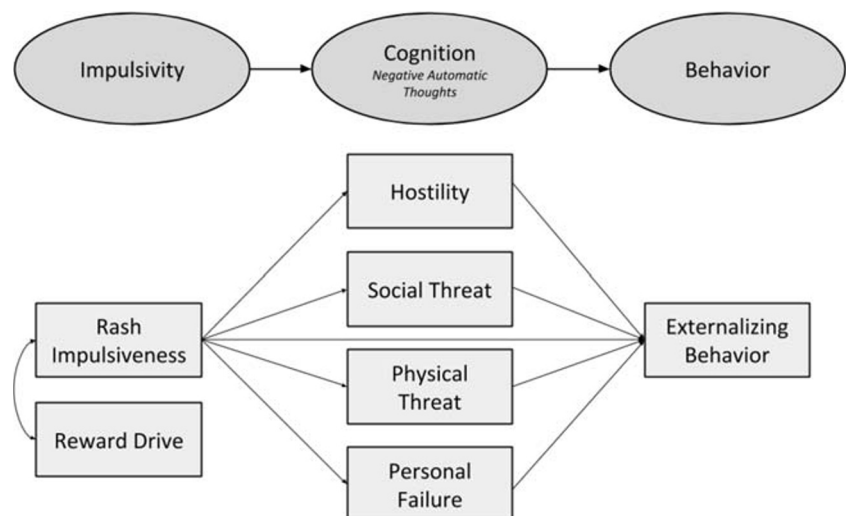 Impulsivity
Cognition
Negative Automatic
Thoughts
Behavior
Hostility
Social Threat
Rash
Impulsiveness
Externalizing
Behavior
Physical
Threat
Reward Drive
Personal
Failure